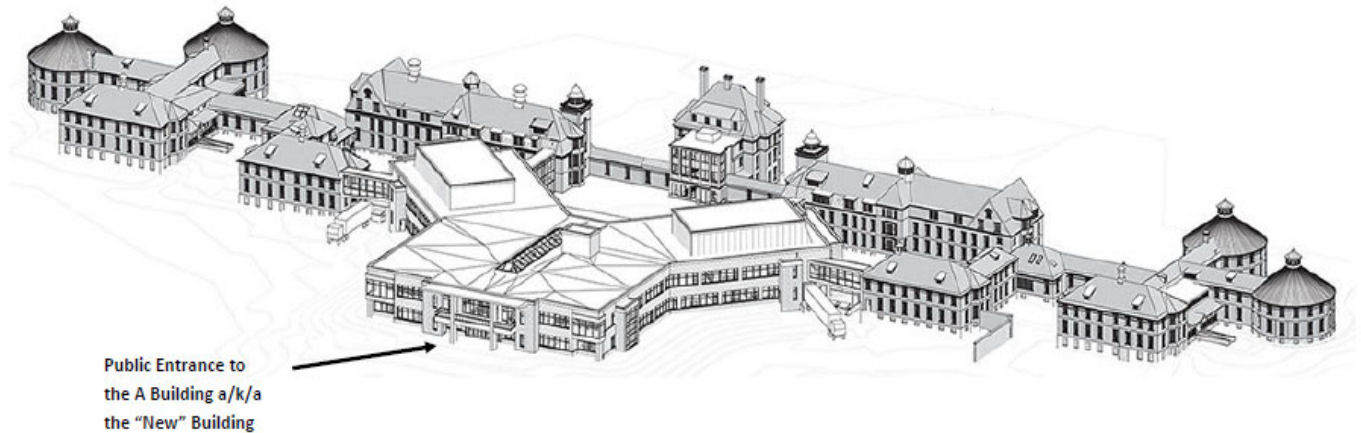 Public Entrance to
the A Building a/k/a
the “New” Building